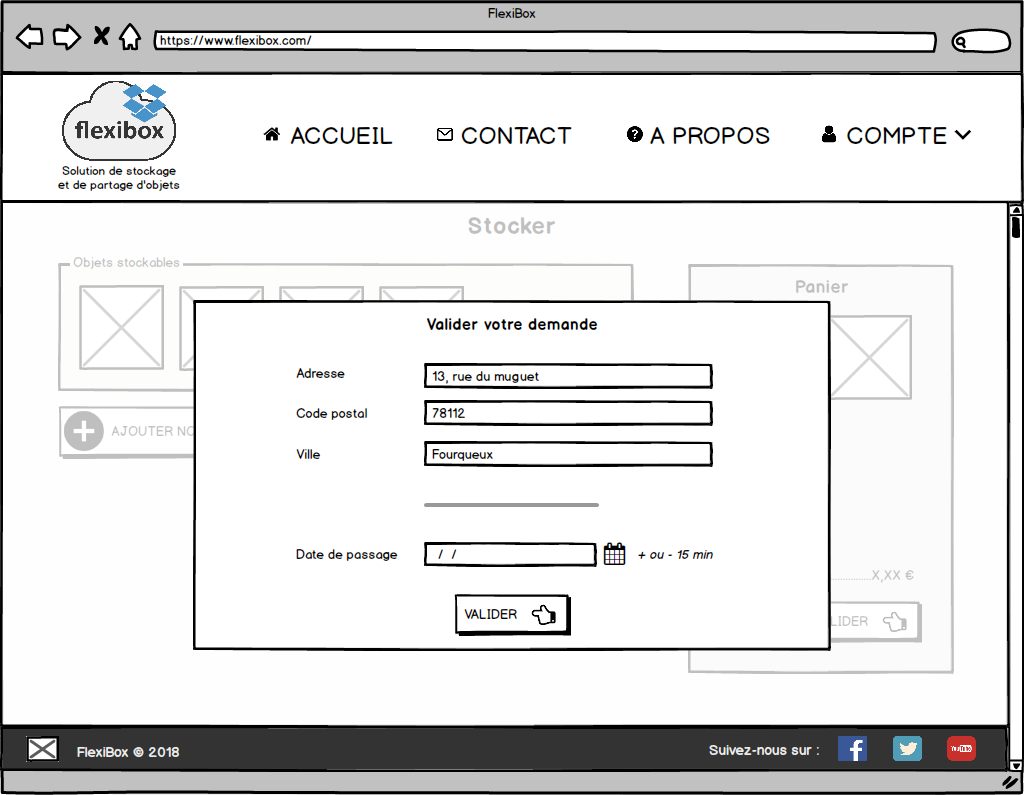 FlexiBox
https://www.flexibox.com/
flexibox
Solution de stockage
et de partage d'objets
ACCUEIL
CONTACT
A PROPOS
COMPTE
Stocker
Objets stockables
Panier
Valider votre demande
Adresse
13, rue du muguet
Code postal
78112
AJOUTER NO
Ville
Fourqueux
Date de passage
/ /
+ ou - 15 min
X,XX €
VALIDER
LIDER
FlexiBox © 2018
Suivez-nous sur :
YouTube